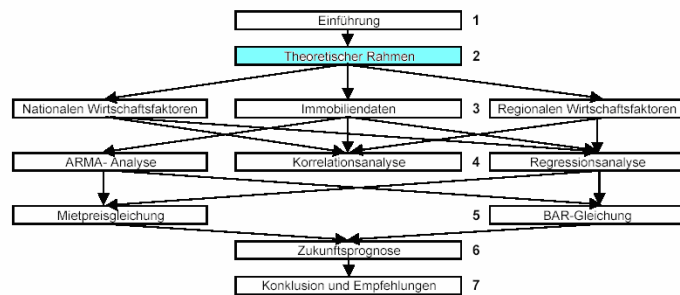 Einführung 1
Theoretischer Rahmen 2
Nationalen Wirtschaftsfaktoren Immobiliendaten 3 Regionalen Wirtschaftsfaktoren
ARMA- Analyse Korrelationsanalyse 4 Regressionsanalyse
Mietpreisgleichung 5 BAR-Gleichung
Zukunftsprognose 6
Konklusion und Empfehlungen 7